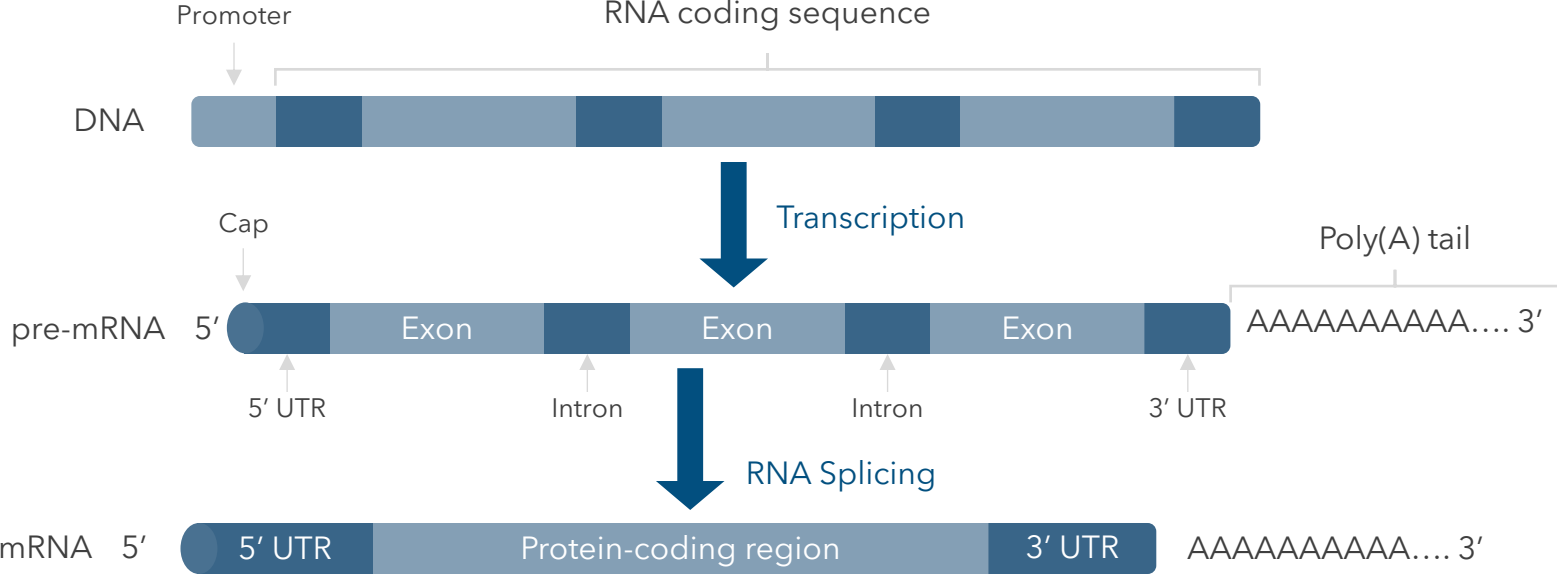 Promoter
RNA coding sequence
DNA
Transcription
Cap
Poly(A) tail
pre-mRNA 5’ Exon Exon Exon AAAAAAAAAA.... 3’
5’ UTR Intron Intron 3’ UTR
RNA Splicing
mRNA 5’ 5’ UTR Protein-coding region 3’ UTR AAAAAAAAAA.... 3’